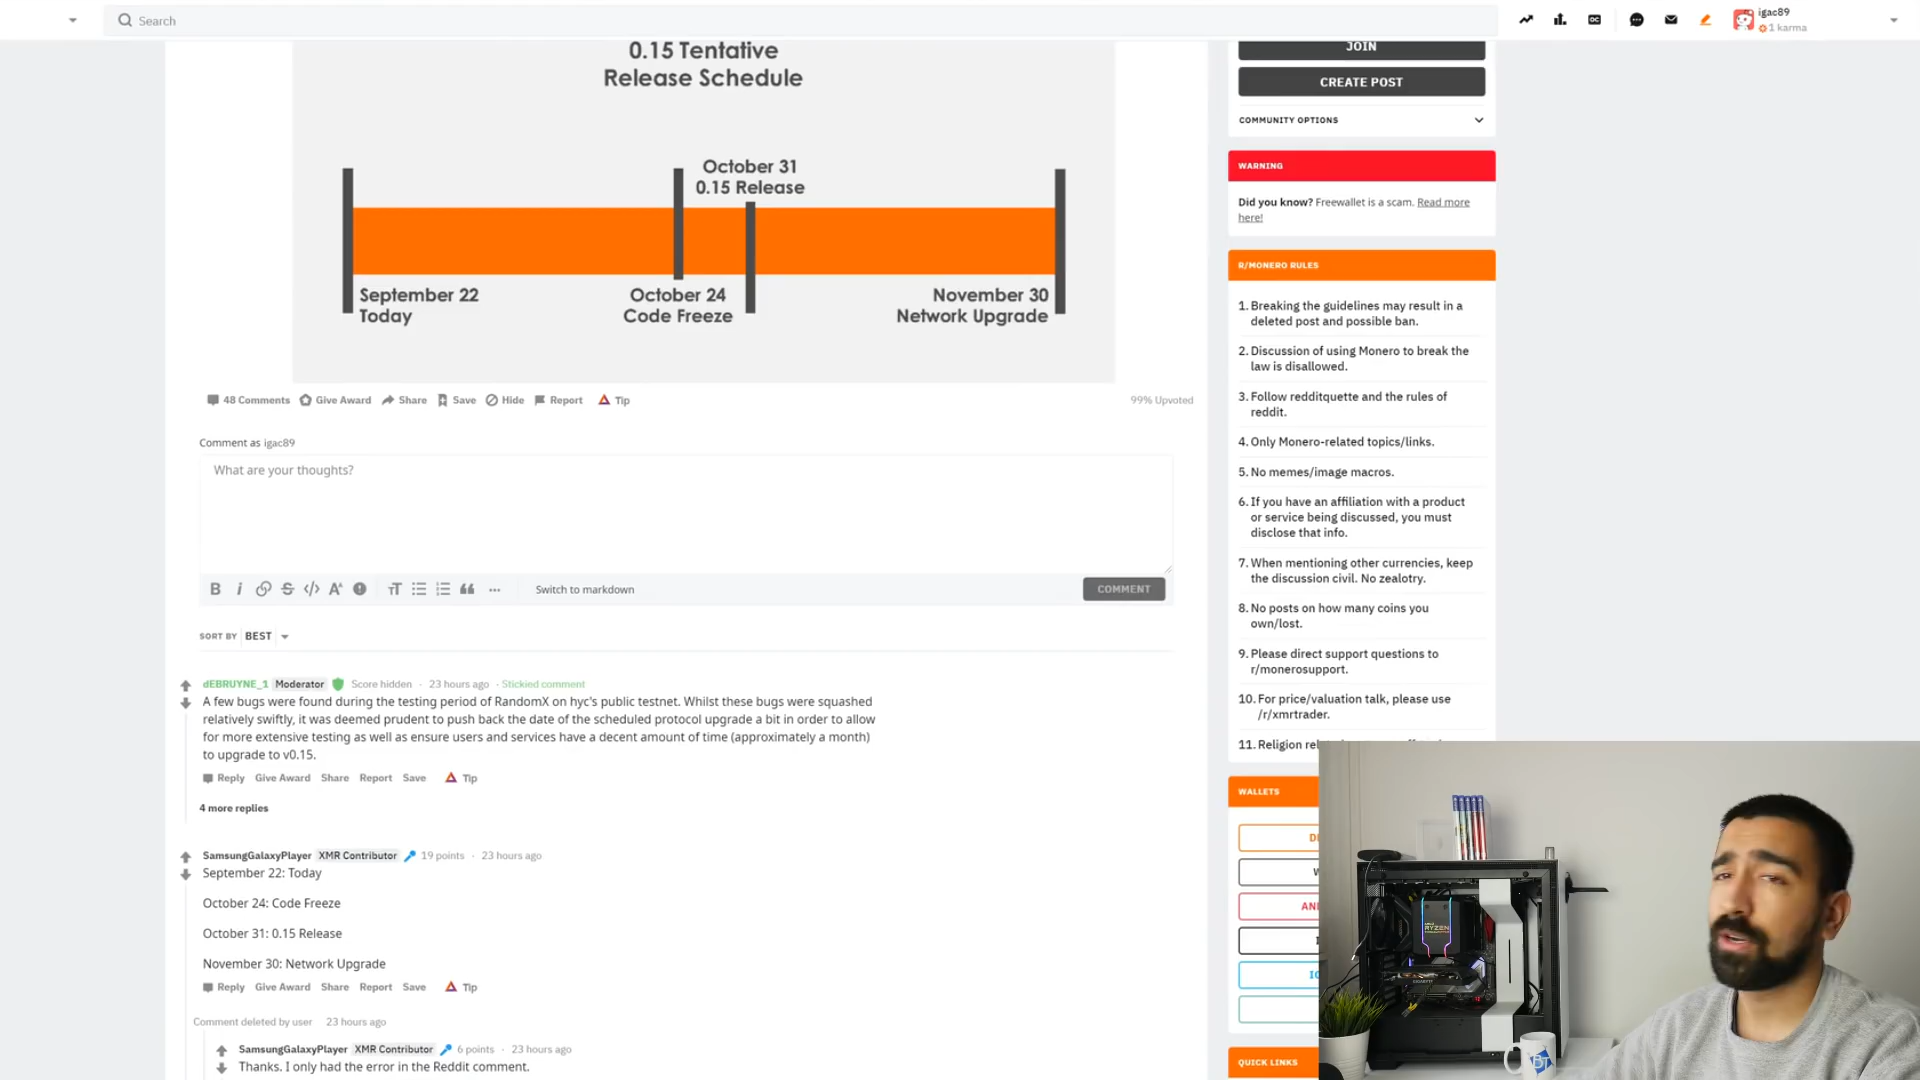 Search
igac89
1 karma
0.15 Tentative
Release Schedule
October 31
0.15 Release
September 22
Today
October 24
Code Freeze
November 30
Network Upgrade
48 Comments Give Award Share Save Hide Report Tip
99% Upvoted
Comment as igac89
What are your thoughts?
Switch to markdown
COMMENT
SORT BY BEST
dEBRUYNE_1 Moderator Score hidden · 23 hours ago · Stickied comment
A few bugs were found during the testing period of RandomX on hyc's public testnet. Whilst these bugs were squashed
relatively swiftly, it was deemed prudent to push back the date of the scheduled protocol upgrade a bit in order to allow
for more extensive testing as well as ensure users and services have a decent amount of time (approximately a month)
to upgrade to v0.15.
Reply Give Award Share Report Save Tip
4 more replies
SamsungGalaxyPlayer XMR Contributor 19 points · 23 hours ago
September 22: Today
October 24: Code Freeze
October 31: 0.15 Release
November 30: Network Upgrade
Reply Give Award Share Report Save Tip
Comment deleted by user 23 hours ago
SamsungGalaxyPlayer XMR Contributor 6 points · 23 hours ago
Thanks. I only had the error in the Reddit comment.
JOIN
CREATE POST
COMMUNITY OPTIONS
WARNING
Did you know? Freewallet is a scam. Read more
here!
R/MONERO RULES
1. Breaking the guidelines may result in a
deleted post and possible ban.
2. Discussion of using Monero to break the
law is disallowed.
3. Follow redditquette and the rules of
reddit.
4. Only Monero-related topics/links.
5. No memes/image macros.
6. If you have an affiliation with a product
or service being discussed, you must
disclose that info.
7. When mentioning other currencies, keep
the discussion civil. No zealotry.
8. No posts on how many coins you
own/lost.
9. Please direct support questions to
r/monerosupport.
10. For price/valuation talk, please use
/r/xmrtrader.
11. Religion
WALLETS
QUICK LINKS
RYZEN
BT